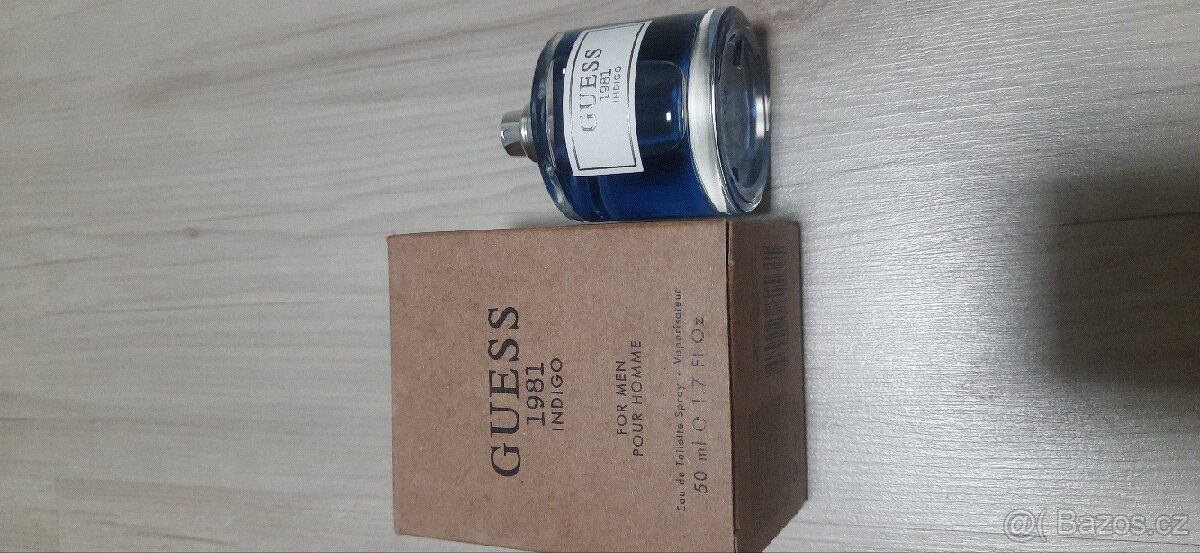 GUESS
1981
INDIGO
GUESS
1981
INDIGO
FOR MEN
POUR HOMME
Eau de Toilette Spray · Vaporisateur
50 ml ℮ 1.7 Fl Oz
@( Bazos.cz